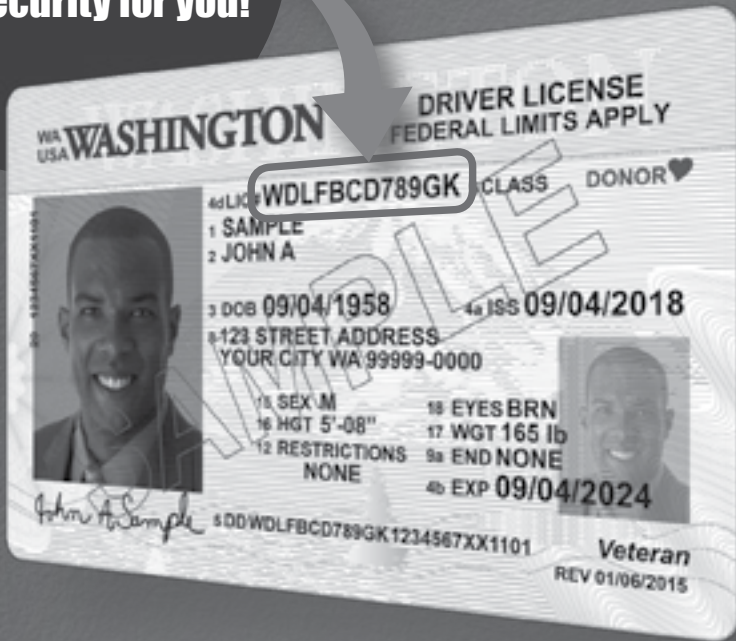 ecurity for you!
WA USA WASHINGTON
DRIVER LICENSE
FEDERAL LIMITS APPLY
4d LIC# WDLFBCD789GK 9CLASS DONOR
1 SAMPLE
2 JOHN A
3 DOB 09/04/1958 4a ISS 09/04/2018
8 123 STREET ADDRESS
YOUR CITY WA 99999-0000
15 SEX M 18 EYES BRN
16 HGT 5'-08" 17 WGT 165 lb
12 RESTRICTIONS 9a END NONE
NONE
4b EXP 09/04/2024
John A Sample
5 DD WDLFBCD789GK1234567XX1101
Veteran
REV 01/06/2015
SAMPLE
20 1234567XX1101